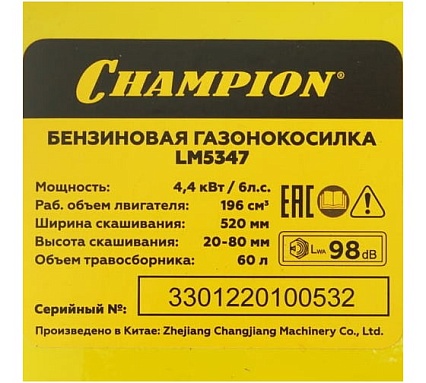 CHAMPION®
БЕНЗИНОВАЯ ГАЗОНОКОСИЛКА
LM5347
Мощность: 4,4 кВт / 6л.с.
Раб. объем двигателя: 196 см³
Ширина скашивания: 520 мм
Высота скашивания: 20-80 мм
Объем травосборника: 60 л
EAC
LWA 98 dB
Серийный №: 3301220100532
Произведено в Китае: Zhejiang Changjiang Machinery Co., Ltd.